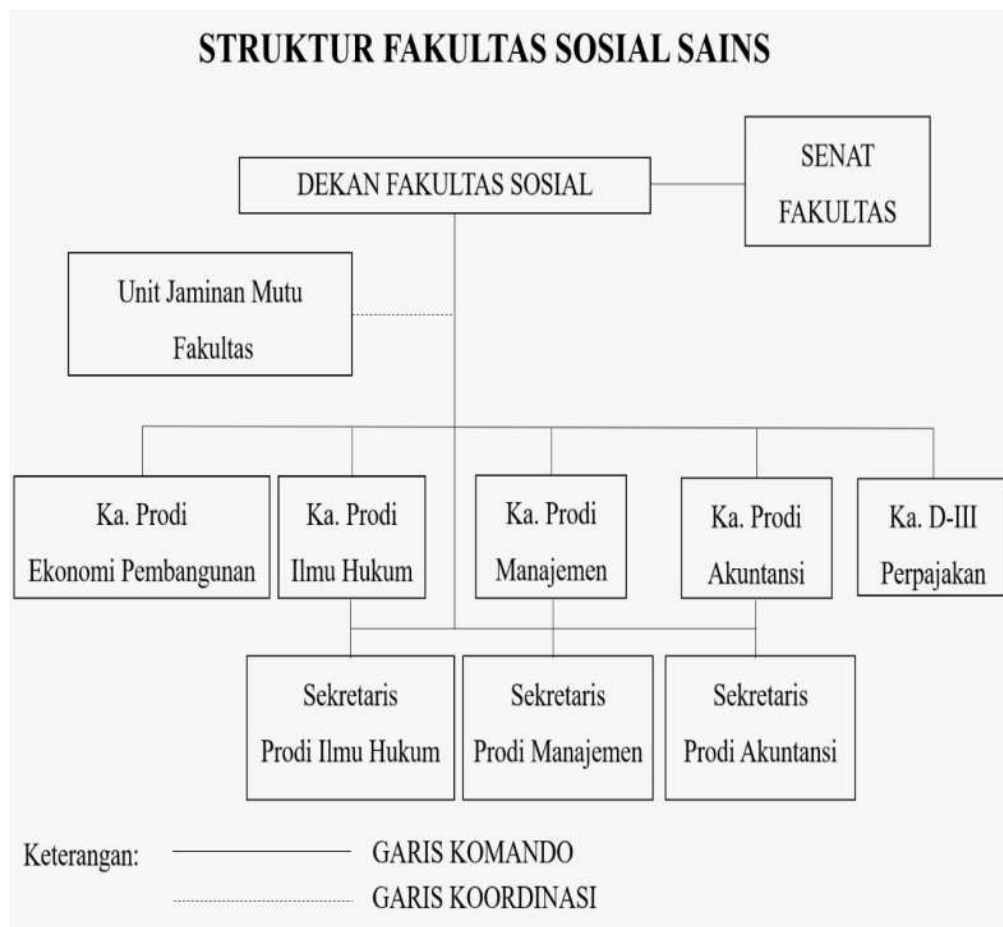 STRUKTUR FAKULTAS SOSIAL SAINS
SENAT
FAKULTAS
DEKAN FAKULTAS SOSIAL
Unit Jaminan Mutu
Fakultas
Ka. Prodi
Ekonomi Pembangunan
Ka. Prodi
Ilmu Hukum
Ka. Prodi
Manajemen
Ka. Prodi
Akuntansi
Ka. D-III
Perpajakan
Sekretaris
Prodi Ilmu Hukum
Sekretaris
Prodi Manajemen
Sekretaris
Prodi Akuntansi
Keterangan:
GARIS KOMANDO
GARIS KOORDINASI